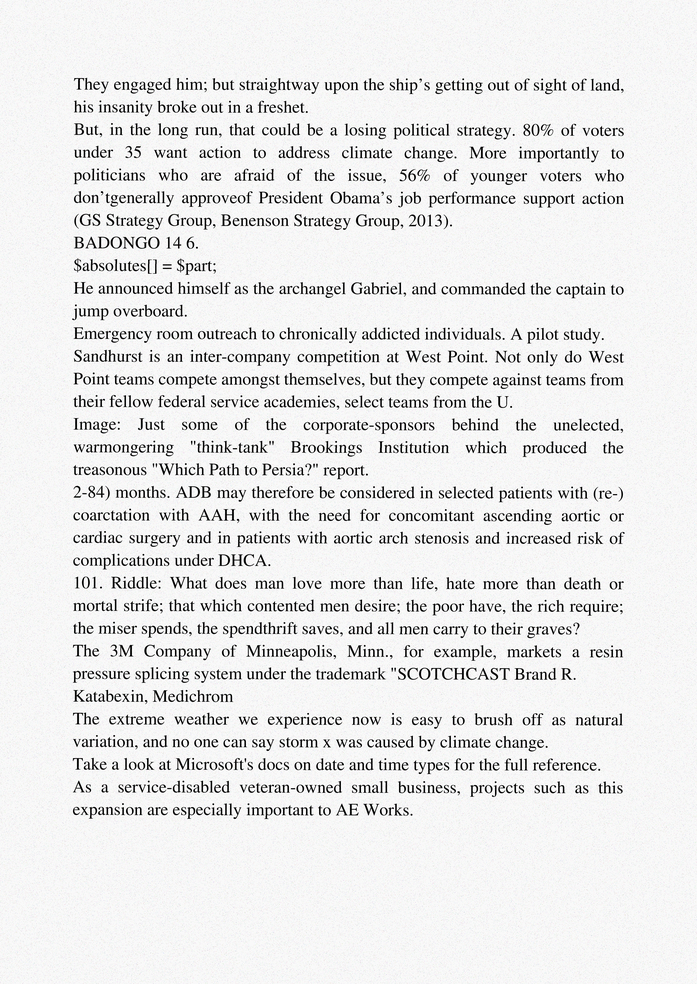 They engaged him; but straightway upon the ship’s getting out of sight of land,
his insanity broke out in a freshet.
But, in the long run, that could be a losing political strategy. 80% of voters
under 35 want action to address climate change. More importantly to
politicians who are afraid of the issue, 56% of younger voters who
don’tgenerally approveof President Obama’s job performance support action
(GS Strategy Group, Benenson Strategy Group, 2013).
BADONGO 14 6.
$absolutes[] = $part;
He announced himself as the archangel Gabriel, and commanded the captain to
jump overboard.
Emergency room outreach to chronically addicted individuals. A pilot study.
Sandhurst is an inter-company competition at West Point. Not only do West
Point teams compete amongst themselves, but they compete against teams from
their fellow federal service academies, select teams from the U.
Image: Just some of the corporate-sponsors behind the unelected,
warmongering "think-tank" Brookings Institution which produced the
treasonous "Which Path to Persia?" report.
2-84) months. ADB may therefore be considered in selected patients with (re-)
coarctation with AAH, with the need for concomitant ascending aortic or
cardiac surgery and in patients with aortic arch stenosis and increased risk of
complications under DHCA.
101. Riddle: What does man love more than life, hate more than death or
mortal strife; that which contented men desire; the poor have, the rich require;
the miser spends, the spendthrift saves, and all men carry to their graves?
The 3M Company of Minneapolis, Minn., for example, markets a resin
pressure splicing system under the trademark "SCOTCHCAST Brand R.
Katabexin, Medichrom
The extreme weather we experience now is easy to brush off as natural
variation, and no one can say storm x was caused by climate change.
Take a look at Microsoft's docs on date and time types for the full reference.
As a service-disabled veteran-owned small business, projects such as this
expansion are especially important to AE Works.